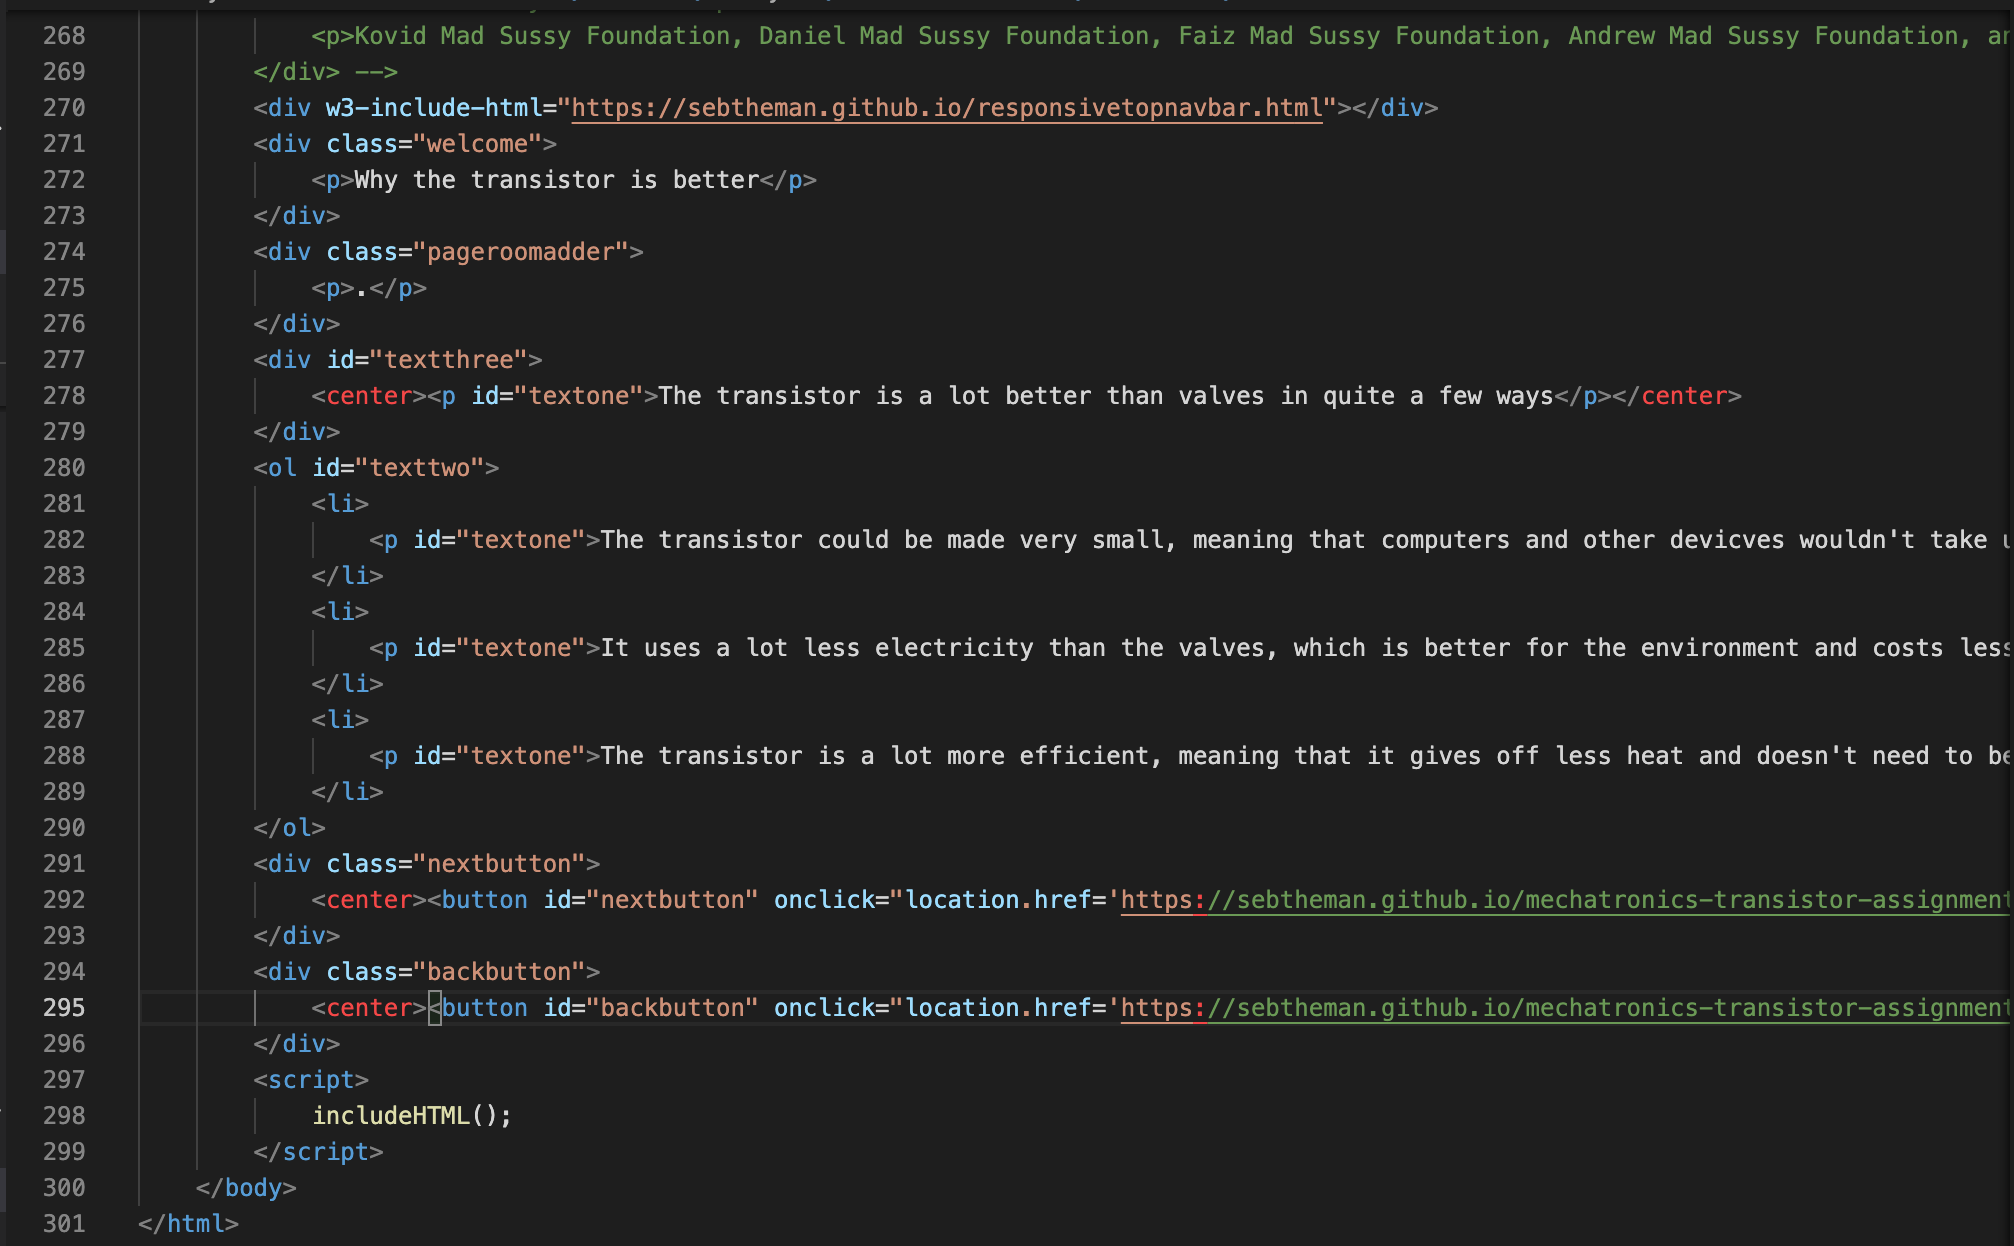 268 <p>Kovid Mad Sussy Foundation, Daniel Mad Sussy Foundation, Faiz Mad Sussy Foundation, Andrew Mad Sussy Foundation,
269 </div> -->
270 <div w3-include-html="https://sebtheman.github.io/responsivetopnavbar.html"></div>
271 <div class="welcome">
272 <p>Why the transistor is better</p>
273 </div>
274 <div class="pageroomadder">
275 <p>.</p>
276 </div>
277 <div id="textthree">
278 <center><p id="textone">The transistor is a lot better than valves in quite a few ways</p></center>
279 </div>
280 <ol id="texttwo">
281 <li>
282 <p id="textone">The transistor could be made very small, meaning that computers and other devicves wouldn't take
283 </li>
284 <li>
285 <p id="textone">It uses a lot less electricity than the valves, which is better for the environment and costs less
286 </li>
287 <li>
288 <p id="textone">The transistor is a lot more efficient, meaning that it gives off less heat and doesn't need to be
289 </li>
290 </ol>
291 <div class="nextbutton">
292 <center><button id="nextbutton" onclick="location.href='https://sebtheman.github.io/mechatronics-transistor-assignment
293 </div>
294 <div class="backbutton">
295 <center><button id="backbutton" onclick="location.href='https://sebtheman.github.io/mechatronics-transistor-assignment
296 </div>
297 <script>
298 includeHTML();
299 </script>
300 </body>
301 </html>